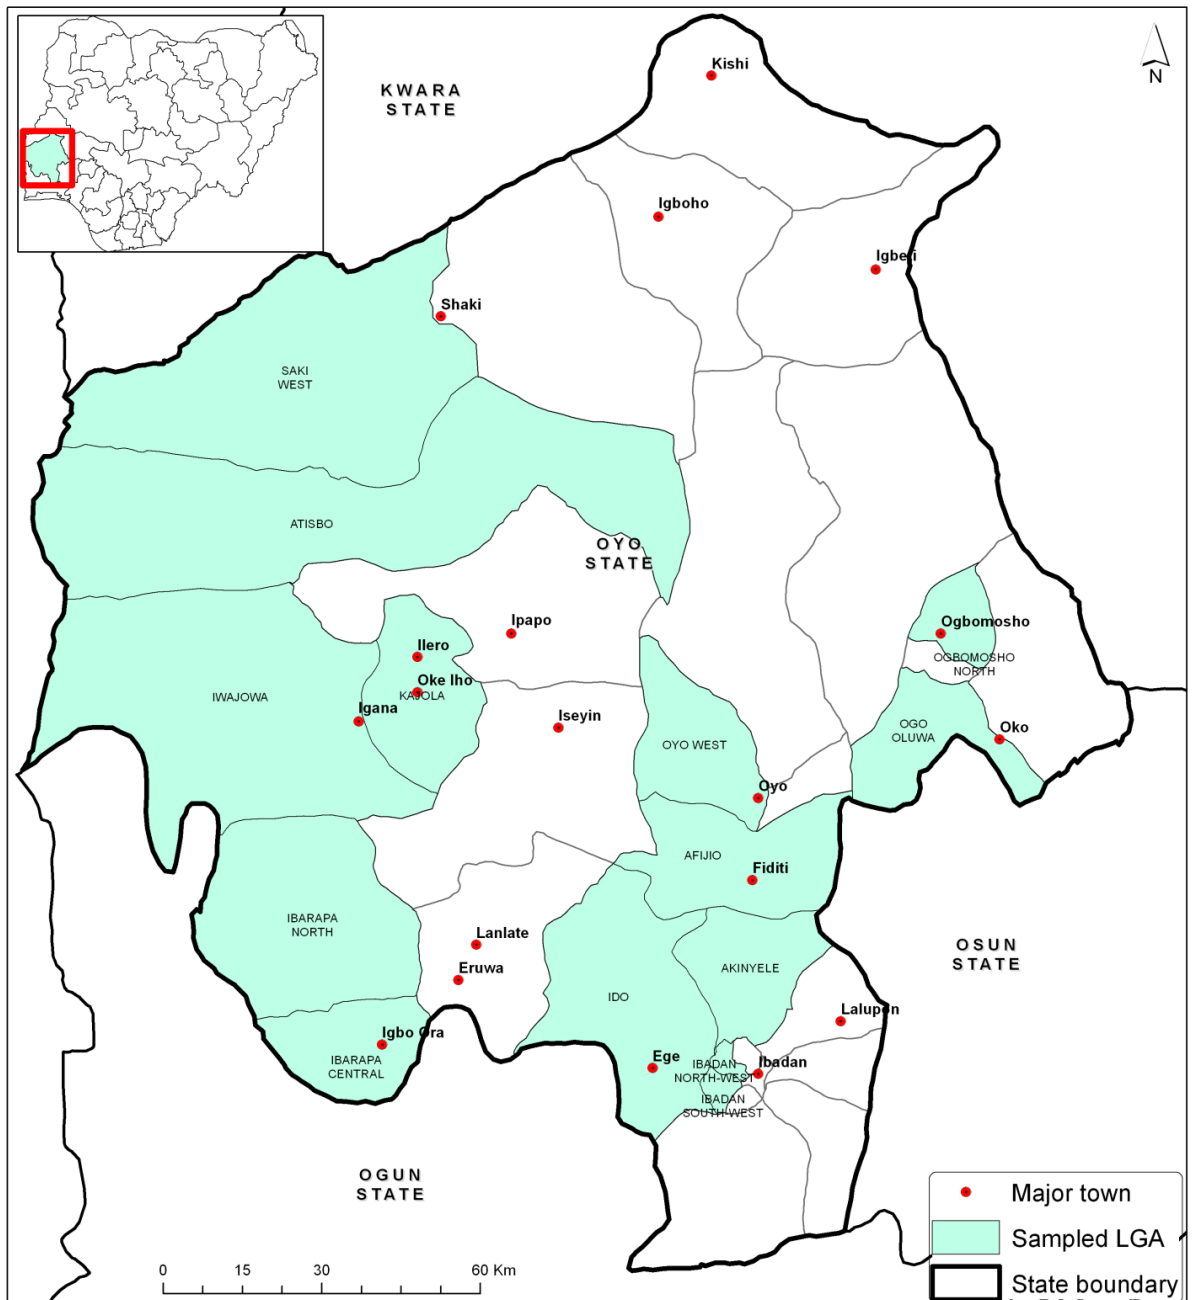 Kishi
KWARA
STATE
N
Igboho
Igbeti
Shaki
SAKI
WEST
ATISBO
OYO
STATE
Ipapo
Ogbomosho
OGBOMOSHO
NORTH
Ilero
Oke Iho
KAJOLA
IWAJOWA
Igana
Iseyin
OYO WEST
OGO
OLUWA
Oko
Oyo
AFIJIO
Fiditi
IBARAPA
NORTH
Lanlate
Eruwa
OSUN
STATE
AKINYELE
IDO
Lalupon
Igbo Ora
IBARAPA
CENTRAL
Ege
IBADAN
NORTH-WEST
Ibadan
IBADAN
SOUTH-WEST
OGUN
STATE
Major town
Sampled LGA
State boundary
0 15 30 60 Km